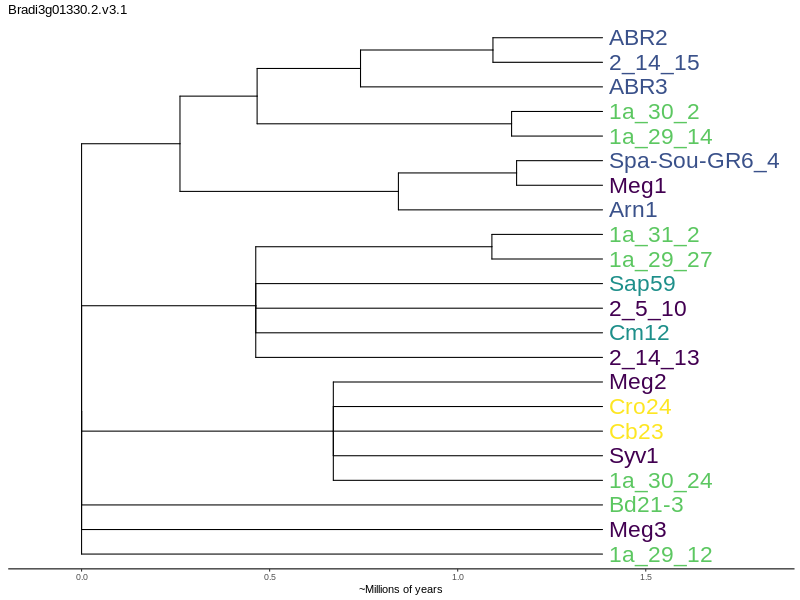 Bradi3g01330.2.v3.1
ABR2
2_14_15
ABR3
1a_30_2
1a_29_14
Spa-Sou-GR6_4
Meg1
Arn1
1a_31_2
1a_29_27
Sap59
2_5_10
Cm12
2_14_13
Meg2
Cro24
Cb23
Syv1
1a_30_24
Bd21-3
Meg3
1a_29_12
0.0 0.5 1.0 1.5
~Millions of years